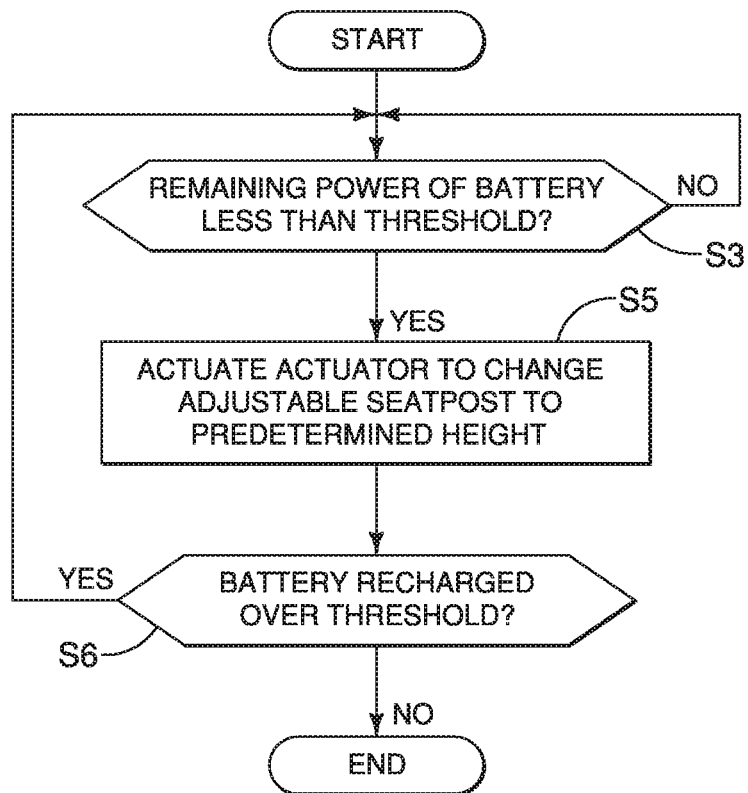 START
REMAINING POWER OF BATTERY
LESS THAN THRESHOLD?
NO
S3
YES
S5
ACTUATE ACTUATOR TO CHANGE
ADJUSTABLE SEATPOST TO
PREDETERMINED HEIGHT
YES
BATTERY RECHARGED
OVER THRESHOLD?
S6
NO
END